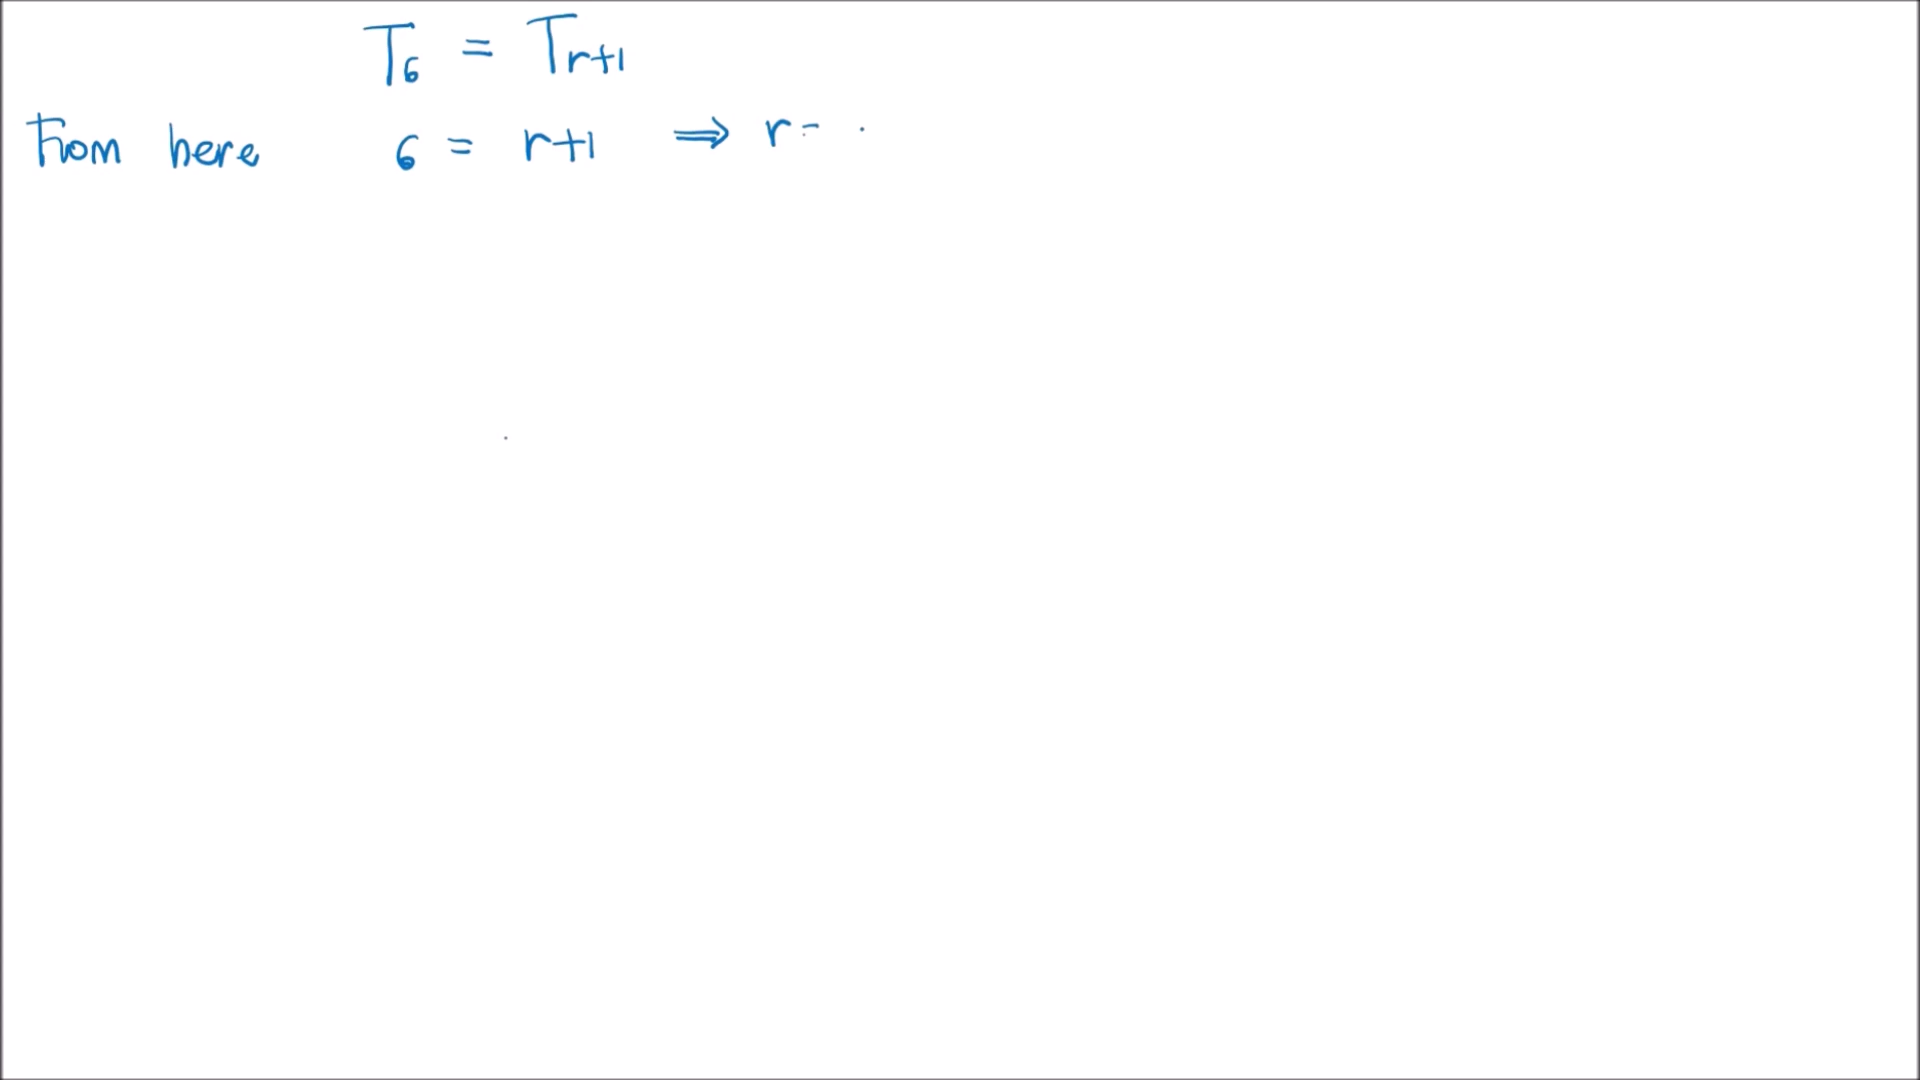 T₆ = Tᵣ₊₁
From here 6 = r+1 ⇒ r=